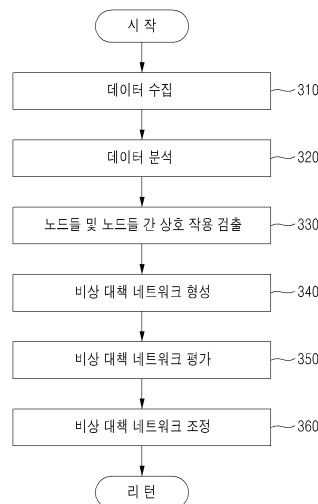 시 작
데이터 수집
310
데이터 분석
320
노드들 및 노드들 간 상호 작용 검출
330
비상 대책 네트워크 형성
340
비상 대책 네트워크 평가
350
비상 대책 네트워크 조정
360
리 턴